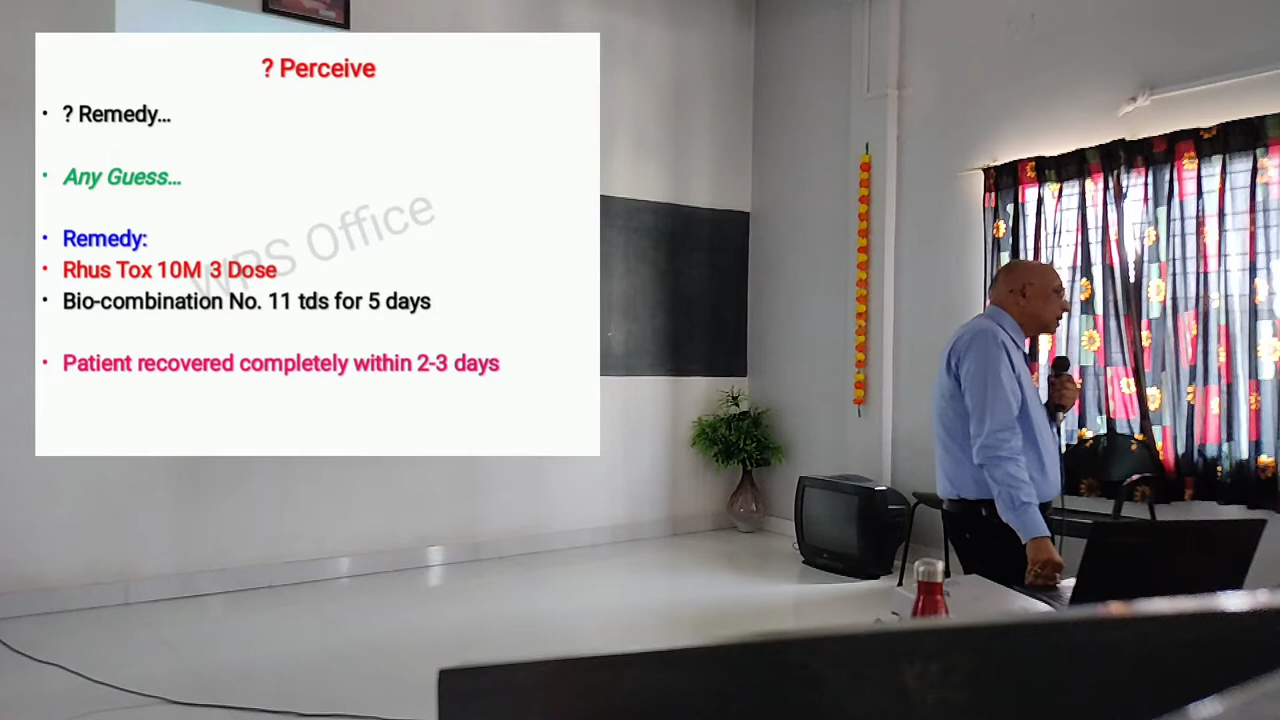 ? Perceive
• ? Remedy...
• Any Guess...
• Remedy:
• Rhus Tox 10M 3 Dose
• Bio-combination No. 11 tds for 5 days
• Patient recovered completely within 2-3 days
WPS Office